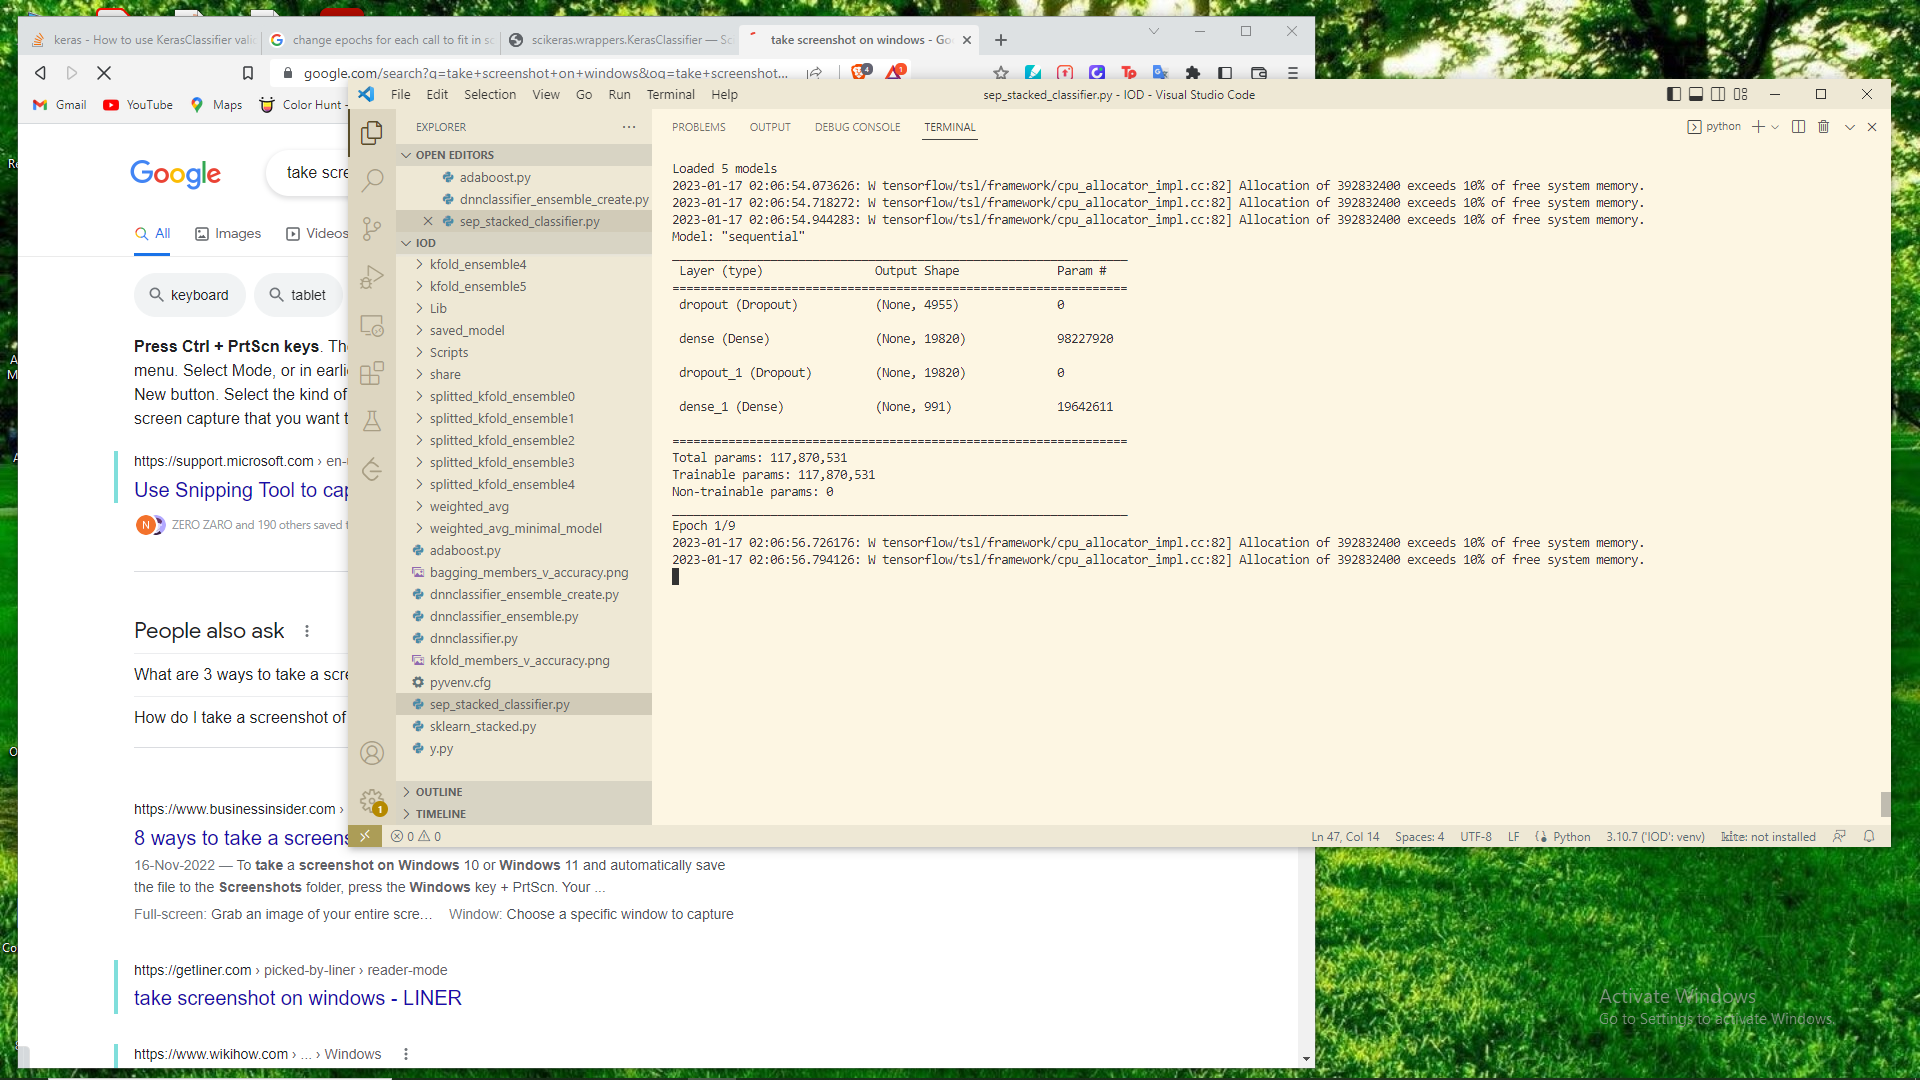 keras - How to use KerasClassifier vali
change epochs for each call to fit in sc
scikeras.wrappers.KerasClassifier — Sc
take screenshot on windows - Go
google.com/search?q=take+screenshot+on+windows&oq=take+screenshot...
4
1
Gmail
YouTube
Maps
Color Hunt -
Google
take scre
All
Images
Videos
keyboard
tablet
Press Ctrl + PrtScn keys. The
menu. Select Mode, or in earli
New button. Select the kind of
screen capture that you want t
https://support.microsoft.com › en-u
Use Snipping Tool to cap
N
ZERO ZARO and 190 others saved t
People also ask
What are 3 ways to take a scre
How do I take a screenshot of
https://www.businessinsider.com ›
8 ways to take a screens
16-Nov-2022 — To take a screenshot on Windows 10 or Windows 11 and automatically save
the file to the Screenshots folder, press the Windows key + PrtScn. Your ...
Full-screen: Grab an image of your entire scre… Window: Choose a specific window to capture
https://getliner.com › picked-by-liner › reader-mode
take screenshot on windows - LINER
https://www.wikihow.com › ... › Windows
File Edit Selection View Go Run Terminal Help
sep_stacked_classifier.py - IOD - Visual Studio Code
EXPLORER
OPEN EDITORS
adaboost.py
dnnclassifier_ensemble_create.py
sep_stacked_classifier.py
IOD
kfold_ensemble4
kfold_ensemble5
Lib
saved_model
Scripts
share
splitted_kfold_ensemble0
splitted_kfold_ensemble1
splitted_kfold_ensemble2
splitted_kfold_ensemble3
splitted_kfold_ensemble4
weighted_avg
weighted_avg_minimal_model
adaboost.py
bagging_members_v_accuracy.png
dnnclassifier_ensemble_create.py
dnnclassifier_ensemble.py
dnnclassifier.py
kfold_members_v_accuracy.png
pyvenv.cfg
sep_stacked_classifier.py
sklearn_stacked.py
y.py
OUTLINE
TIMELINE
1
PROBLEMS OUTPUT DEBUG CONSOLE TERMINAL
python
Loaded 5 models
2023-01-17 02:06:54.073626: W tensorflow/tsl/framework/cpu_allocator_impl.cc:82] Allocation of 392832400 exceeds 10% of free system memory.
2023-01-17 02:06:54.718272: W tensorflow/tsl/framework/cpu_allocator_impl.cc:82] Allocation of 392832400 exceeds 10% of free system memory.
2023-01-17 02:06:54.944283: W tensorflow/tsl/framework/cpu_allocator_impl.cc:82] Allocation of 392832400 exceeds 10% of free system memory.
Model: "sequential"
_________________________________________________________________
Layer (type) Output Shape Param #
=================================================================
dropout (Dropout) (None, 4955) 0
dense (Dense) (None, 19820) 98227920
dropout_1 (Dropout) (None, 19820) 0
dense_1 (Dense) (None, 991) 19642611
=================================================================
Total params: 117,870,531
Trainable params: 117,870,531
Non-trainable params: 0
_________________________________________________________________
Epoch 1/9
2023-01-17 02:06:56.726176: W tensorflow/tsl/framework/cpu_allocator_impl.cc:82] Allocation of 392832400 exceeds 10% of free system memory.
2023-01-17 02:06:56.794126: W tensorflow/tsl/framework/cpu_allocator_impl.cc:82] Allocation of 392832400 exceeds 10% of free system memory.
0 0
Ln 47, Col 14 Spaces: 4 UTF-8 LF Python 3.10.7 ('IOD': venv) kite: not installed
Activate Windows
Go to Settings to activate Windows.